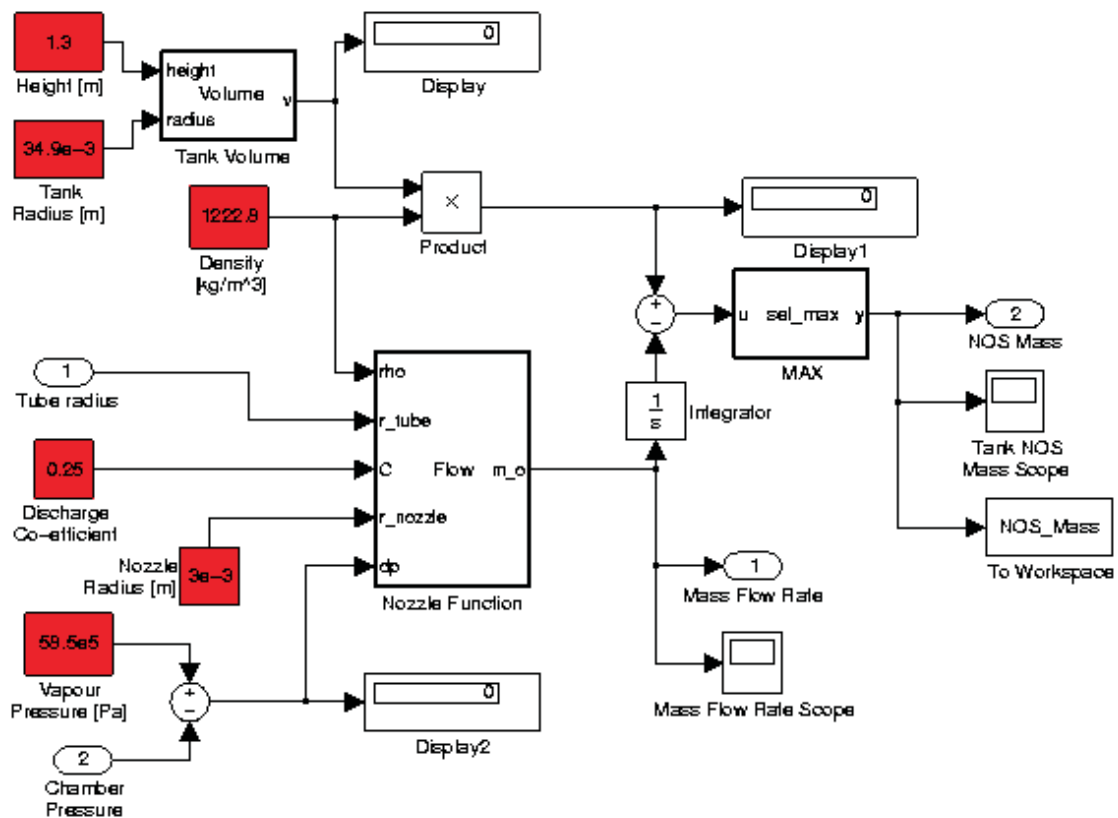 1.3
Height [m]
34.9e-3
Tank
Radius [m]
height
Volume
v
radius
Tank Volume
0
Display
1222.8
Density
[kg/m^3]
×
Product
0
Display1
+
−
u sel_max y
MAX
2
NOS Mass
Tank NOS
Mass Scope
NOS_Mass
To Workspace
1
s
Integrator
1
Tube radius
0.25
Discharge
Co-efficient
Nozzle
Radius [m]
3e-3
rho
r_tube
C
Flow
m_o
r_nozzle
dp
Nozzle Function
1
Mass Flow Rate
Mass Flow Rate Scope
58.5e5
Vapour
Pressure [Pa]
+
−
2
Chamber
Pressure
0
Display2